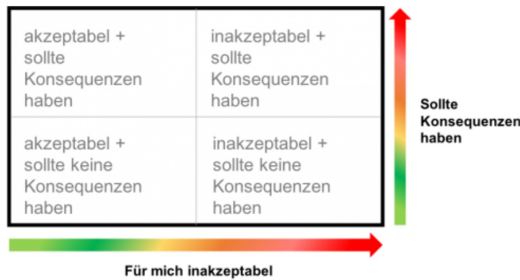 akzeptabel +
sollte
Konsequenzen
haben
inakzeptabel +
sollte
Konsequenzen
haben
akzeptabel +
sollte keine
Konsequenzen
haben
inakzeptabel +
sollte keine
Konsequenzen
haben
Sollte
Konsequenzen
haben
Für mich inakzeptabel